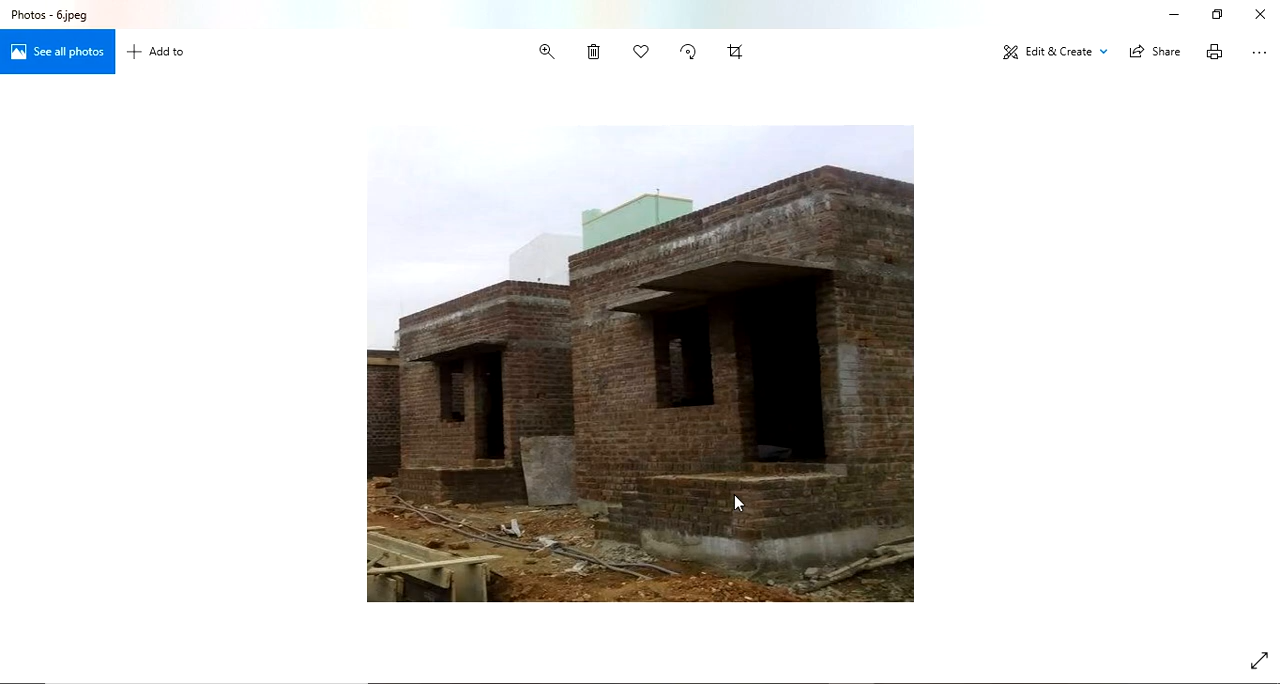 Photos - 6.jpeg
See all photos
Add to
Edit & Create
Share